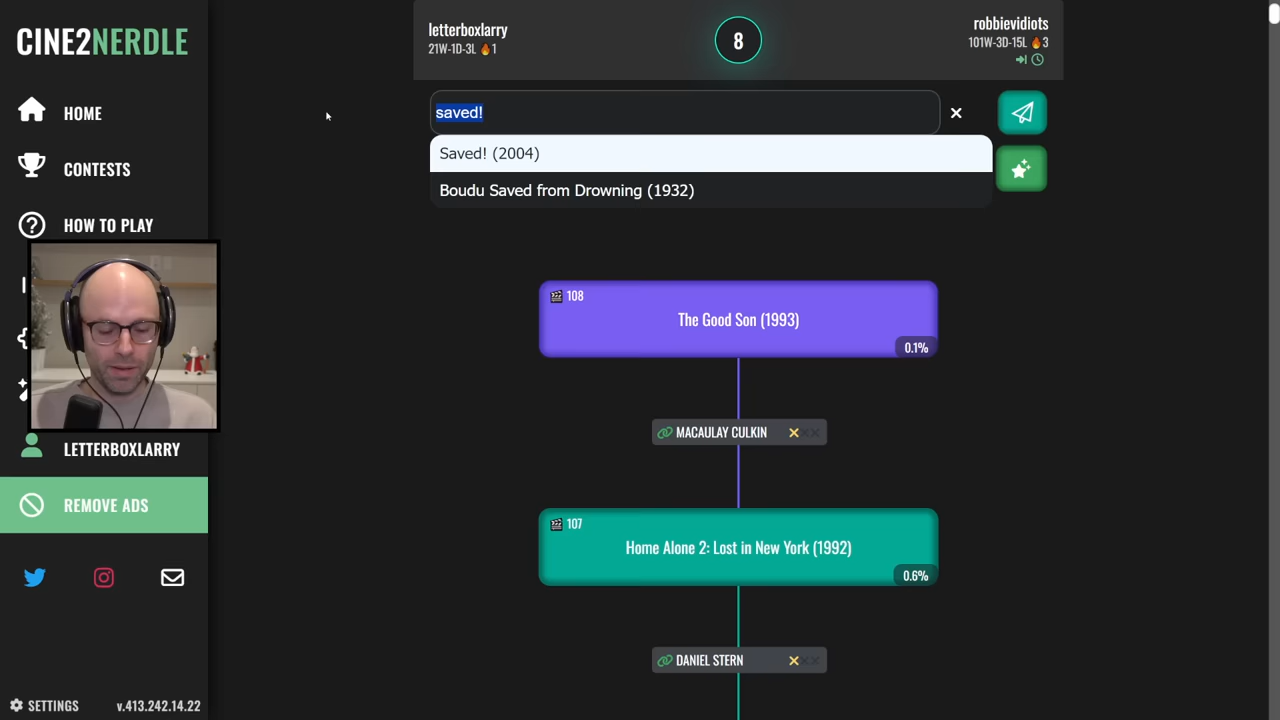 CINE2NERDLE
HOME
CONTESTS
HOW TO PLAY
LETTERBOXLARRY
REMOVE ADS
SETTINGS
v.413.242.14.22
letterboxlarry
21W-1D-3L 🔥1
8
robbievidiots
101W-3D-15L 🔥3
saved!
Saved! (2004)
Boudu Saved from Drowning (1932)
108
The Good Son (1993)
0.1%
MACAULAY CULKIN
107
Home Alone 2: Lost in New York (1992)
0.6%
DANIEL STERN